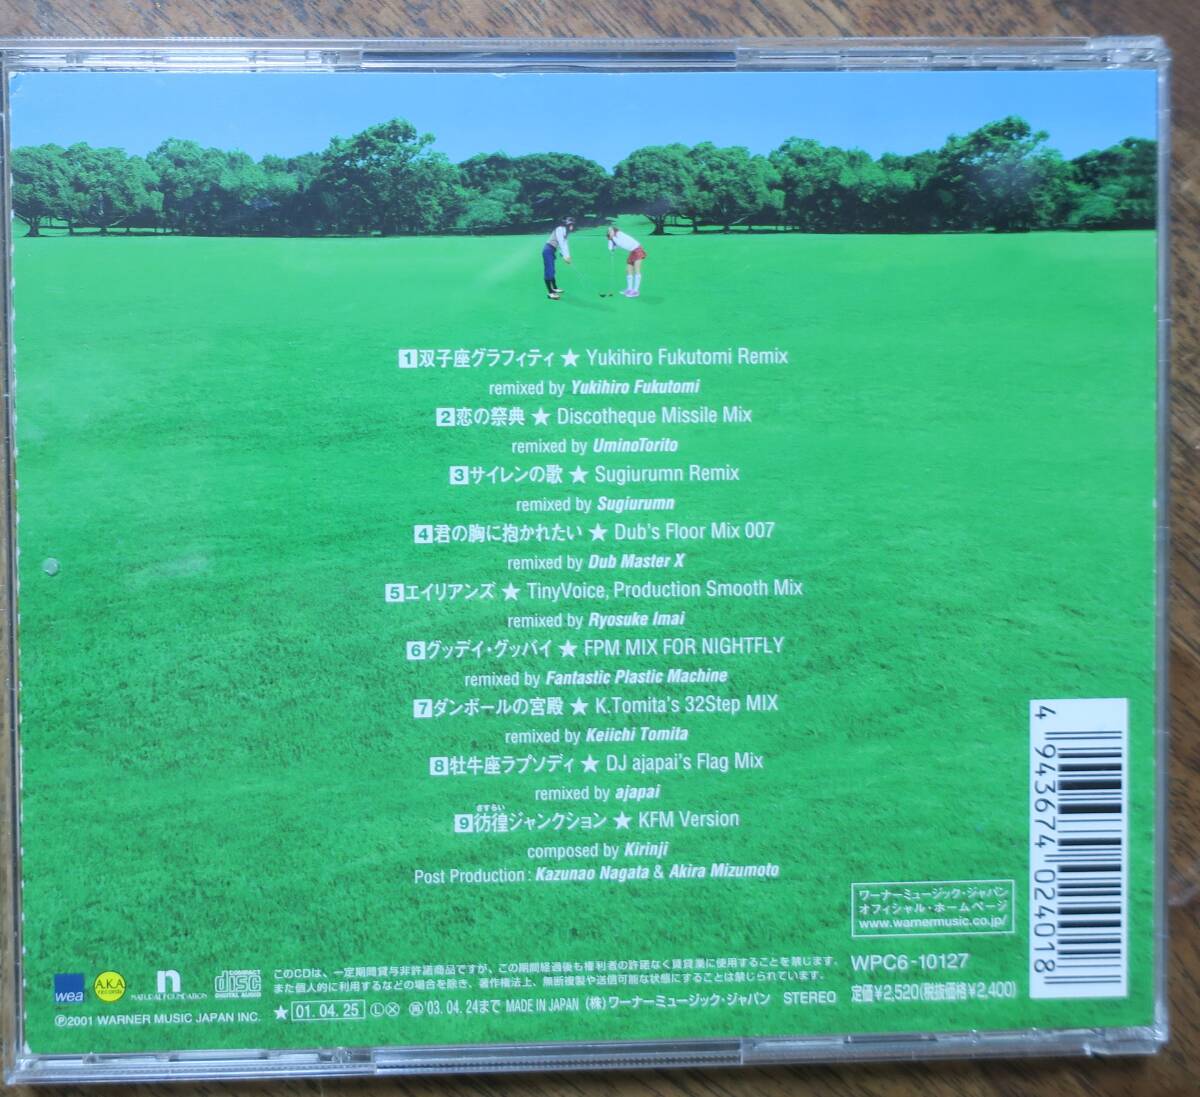 1 双子座グラフィティ ★ Yukihiro Fukutomi Remix
remixed by Yukihiro Fukutomi
2 恋の祭典 ★ Discotheque Missile Mix
remixed by UminoTorito
3 サイレンの歌 ★ Sugiurumn Remix
remixed by Sugiurumn
4 君の胸に抱かれたい ★ Dub's Floor Mix 007
remixed by Dub Master X
5 エイリアンズ ★ TinyVoice, Production Smooth Mix
remixed by Ryosuke Imai
6 グッデイ・グッバイ ★ FPM MIX FOR NIGHTFLY
remixed by Fantastic Plastic Machine
7 ダンボールの宮殿 ★ K.Tomita's 32Step MIX
remixed by Keiichi Tomita
8 牡牛座ラプソディ ★ DJ ajapai's Flag Mix
remixed by ajapai
さすらい
9 彷徨ジャンクション ★ KFM Version
composed by Kirinji
Post Production : Kazunao Nagata & Akira Mizumoto
4 943674 024018
ワーナーミュージック・ジャパン
オフィシャル・ホームページ
www.warnermusic.co.jp/
WPC6-10127
定価¥2,520(税抜価格¥2,400)
wea
A.K.A
records
n
NATURAL FOUNDATION
COMPACT
disc
DIGITAL AUDIO
このCDは、一定期間貸与非許諾商品ですが、この期間経過後も権利者の許諾なく賃貸業に使用することを禁じます。
また個人的に利用するなどの場合を除き、著作権法上、無断複製や送信可能な状態にすることは禁じられています。
℗2001 WARNER MUSIC JAPAN INC.
★ 01. 04. 25 Ⓛ Ⓧ ㊢ '03. 04. 24まで MADE IN JAPAN (株)ワーナーミュージック・ジャパン STEREO